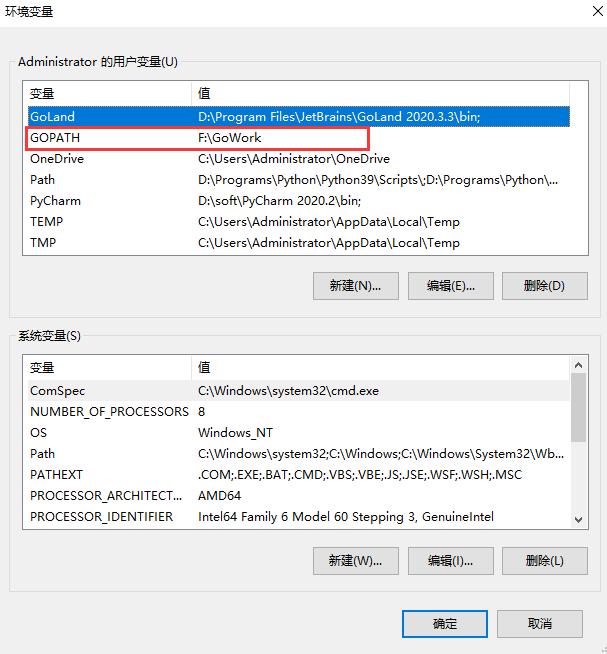 环境变量
Administrator 的用户变量(U)
变量 值
GoLand D:\Program Files\JetBrains\GoLand 2020.3.3\bin;
GOPATH F:\GoWork
OneDrive C:\Users\Administrator\OneDrive
Path D:\Programs\Python\Python39\Scripts\;D:\Programs\Python\...
PyCharm D:\soft\PyCharm 2020.2\bin;
TEMP C:\Users\Administrator\AppData\Local\Temp
TMP C:\Users\Administrator\AppData\Local\Temp
新建(N)... 编辑(E)... 删除(D)
系统变量(S)
变量 值
ComSpec C:\Windows\system32\cmd.exe
NUMBER_OF_PROCESSORS 8
OS Windows_NT
Path C:\Windows\system32;C:\Windows;C:\Windows\System32\Wb...
PATHEXT .COM;.EXE;.BAT;.CMD;.VBS;.VBE;.JS;.JSE;.WSF;.WSH;.MSC
PROCESSOR_ARCHITECT... AMD64
PROCESSOR_IDENTIFIER Intel64 Family 6 Model 60 Stepping 3, GenuineIntel
新建(W)... 编辑(I)... 删除(L)
确定 取消